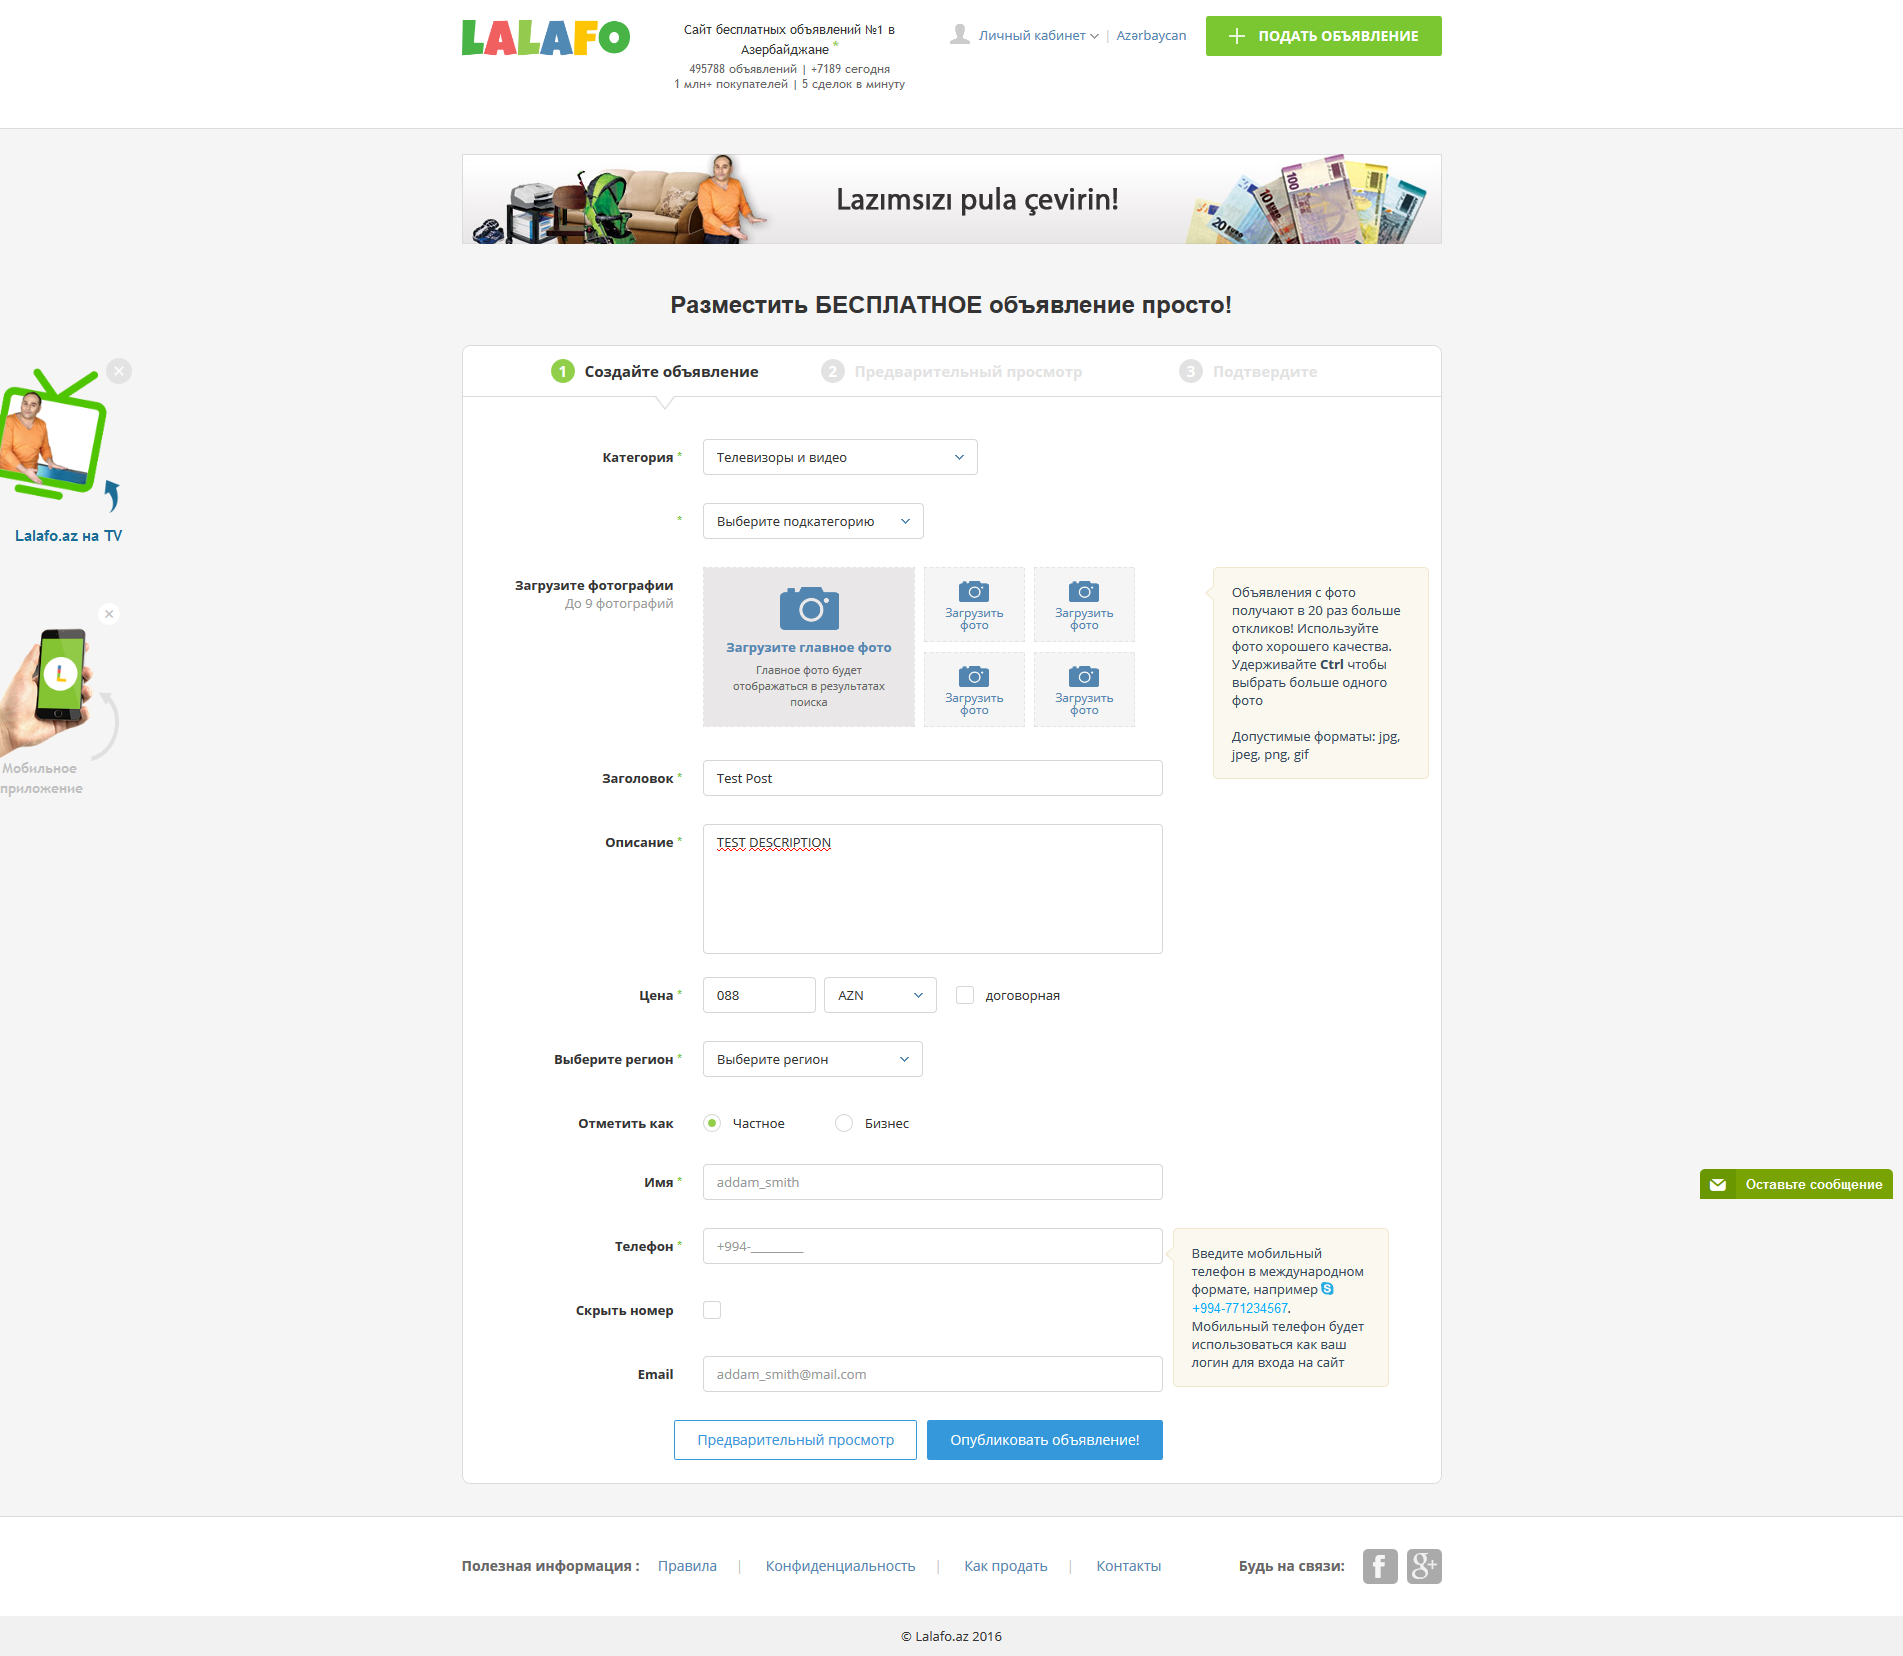 LALAFO
Сайт бесплатных объявлений №1 в
Азербайджане *
495788 объявлений | +7189 сегодня
1 млн+ покупателей | 5 сделок в минуту
Личный кабинет | Azərbaycan
ПОДАТЬ ОБЪЯВЛЕНИЕ
Lazımsızı pula çevirin!
20 EURO
10
100
Разместить БЕСПЛАТНОЕ объявление просто!
1 Создайте объявление
2 Предварительный просмотр
3 Подтвердите
Lalafo.az на TV
L
Мобильное
приложение
Категория *
Телевизоры и видео
*
Выберите подкатегорию
Загрузите фотографии
До 9 фотографий
Загрузите главное фото
Главное фото будет
отображаться в результатах
поиска
Загрузить
фото
Загрузить
фото
Загрузить
фото
Загрузить
фото
Объявления с фото
получают в 20 раз больше
откликов! Используйте
фото хорошего качества.
Удерживайте Ctrl чтобы
выбрать больше одного
фото
Допустимые форматы: jpg,
jpeg, png, gif
Заголовок *
Test Post
Описание *
TEST DESCRIPTION
Цена *
088
AZN
договорная
Выберите регион *
Выберите регион
Отметить как
Частное
Бизнес
Имя *
addam_smith
Телефон *
+994-_________
Введите мобильный
телефон в международном
формате, например
+994-771234567.
Мобильный телефон будет
использоваться как ваш
логин для входа на сайт
Скрыть номер
Email
addam_smith@mail.com
Предварительный просмотр
Опубликовать объявление!
Оставьте сообщение
Полезная информация : Правила | Конфиденциальность | Как продать | Контакты
Будь на связи: f g+
© Lalafo.az 2016